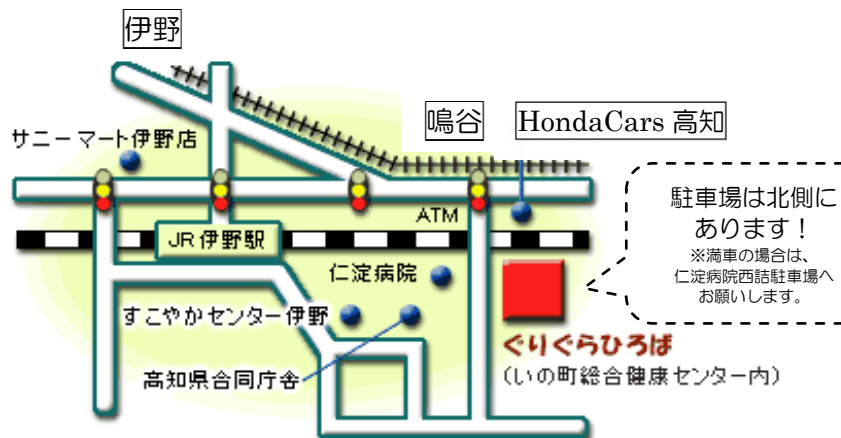 伊野
鳴谷
HondaCars 高知
サニーマート伊野店
ATM
JR伊野駅
駐車場は北側に
あります！
※満車の場合は、
仁淀病院西詰駐車場へ
お願いします。
仁淀病院
すこやかセンター伊野
高知県合同庁舎
ぐりぐらひろば
(いの町総合健康センター内)